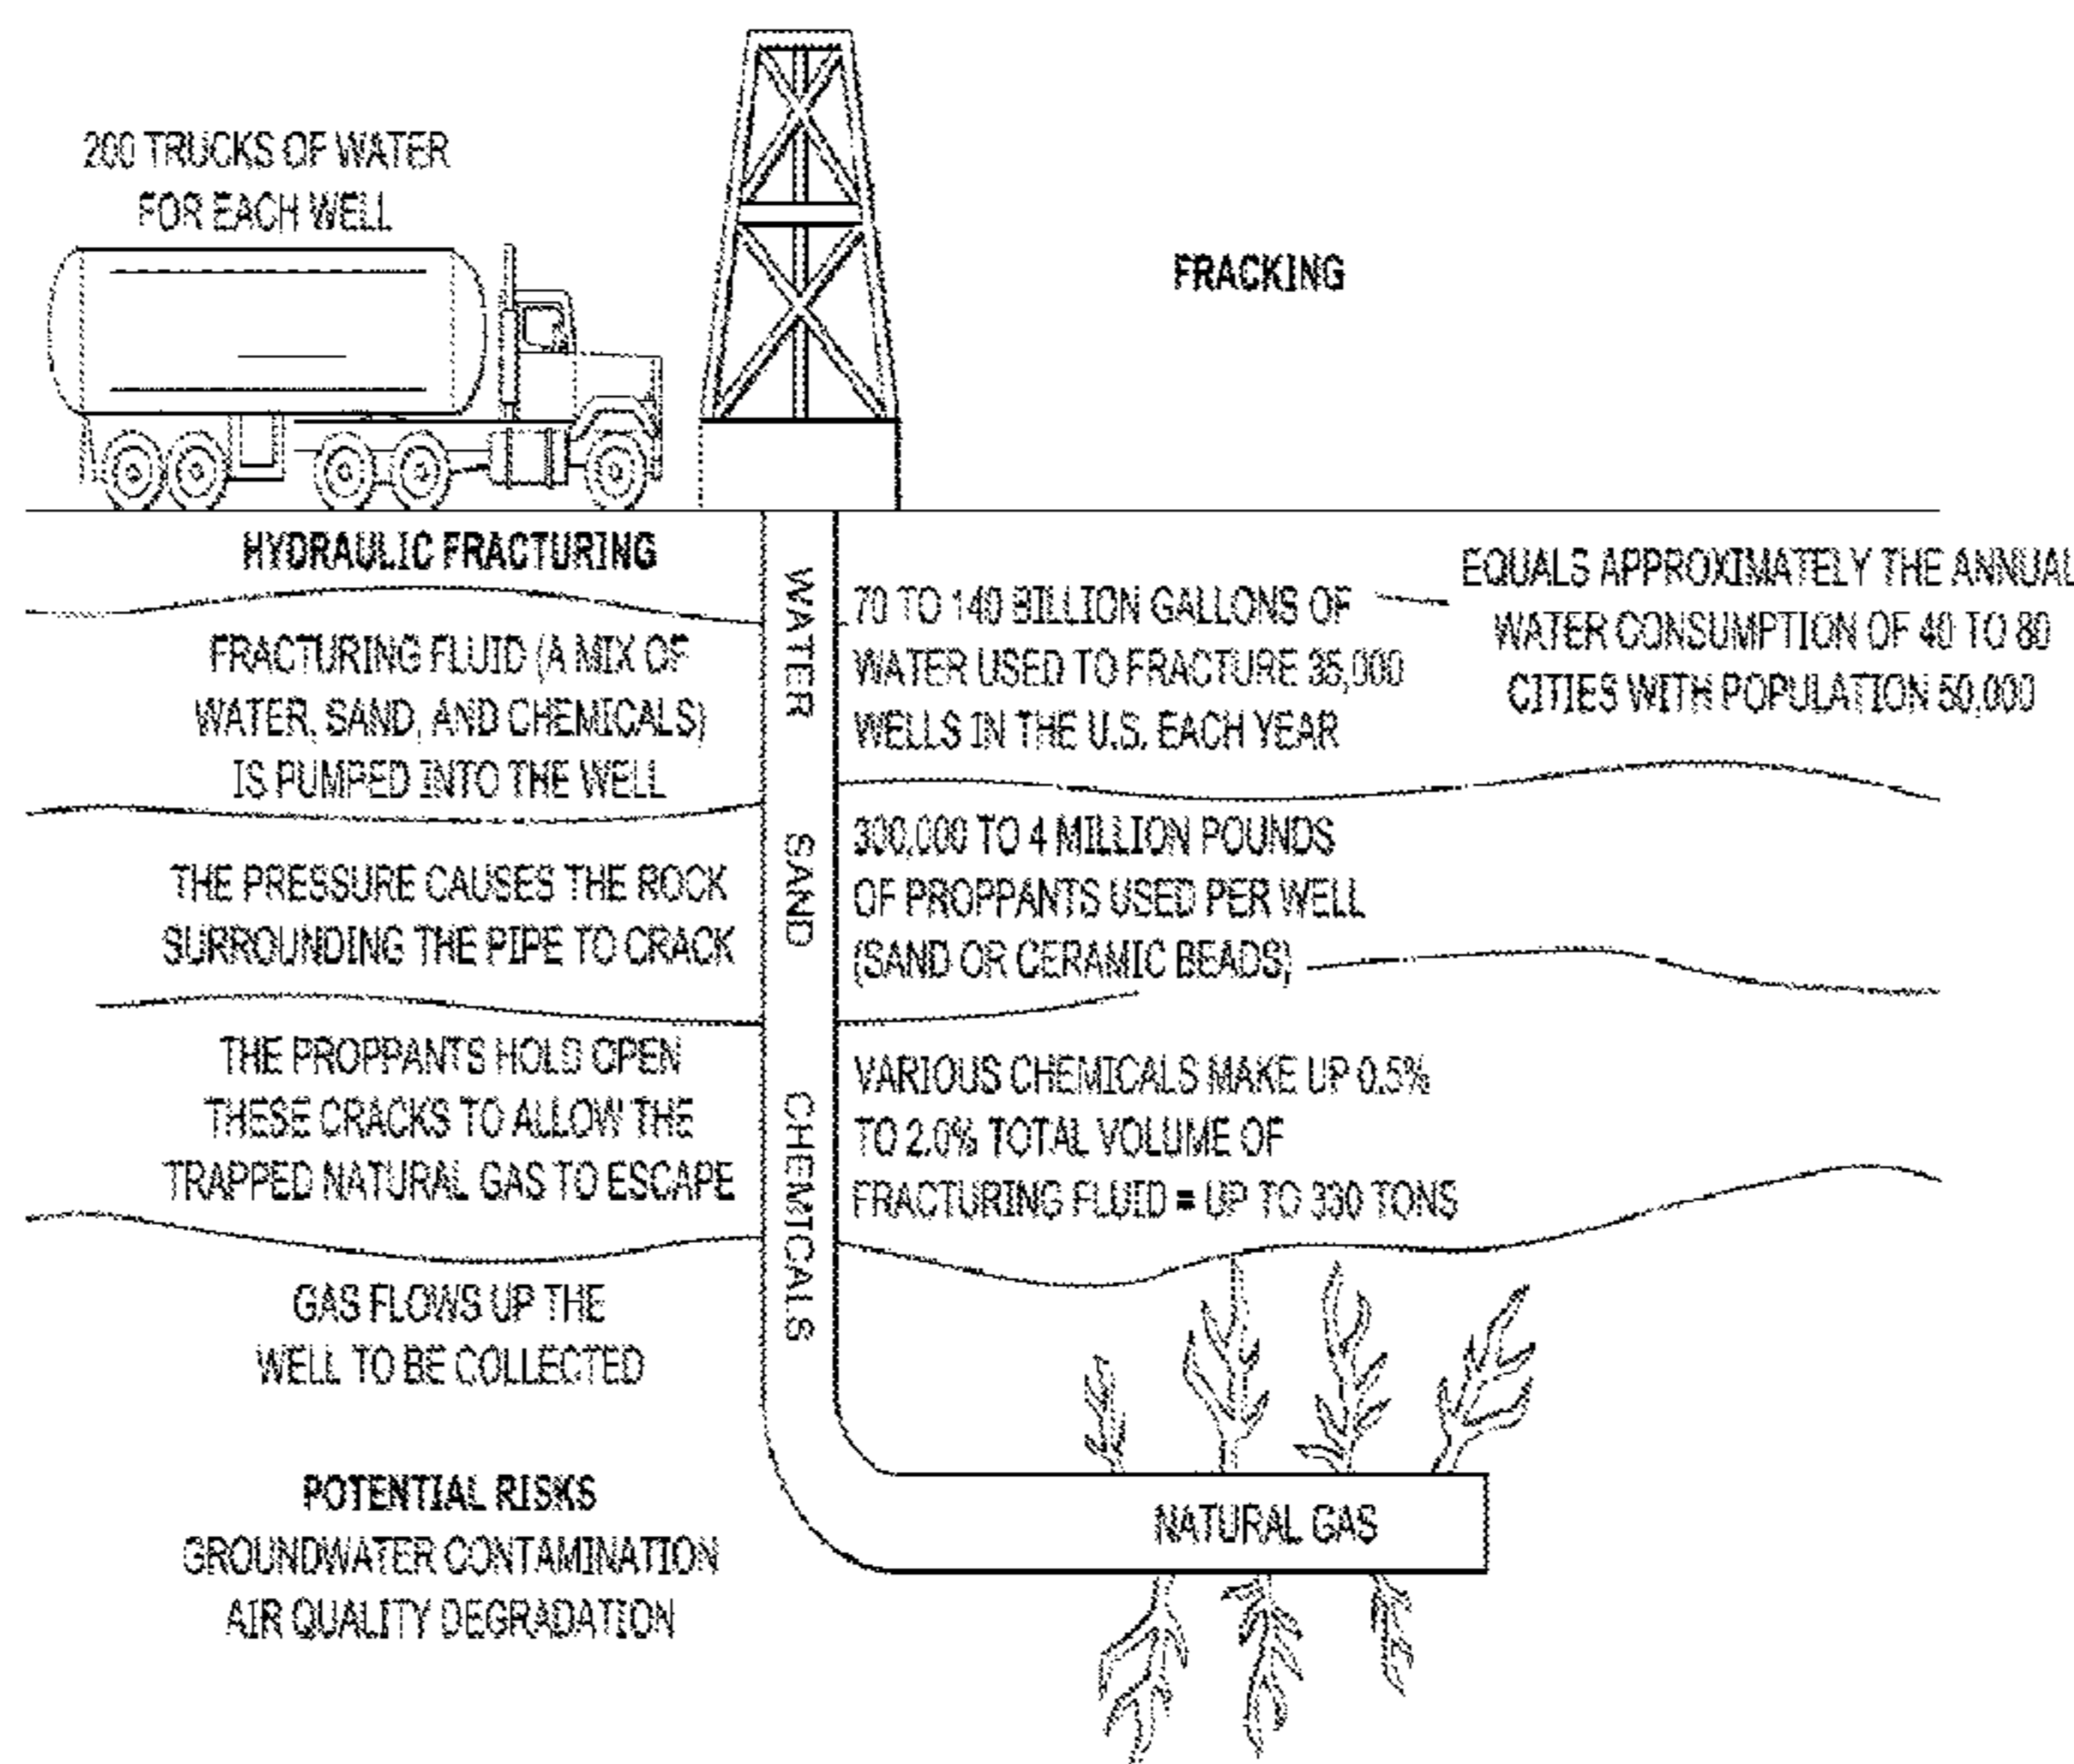 200 TRUCKS OF WATER
FOR EACH WELL
FRACKING
HYDRAULIC FRACTURING
FRACTURING FLUID (A MIX OF
WATER, SAND, AND CHEMICALS)
IS PUMPED INTO THE WELL
THE PRESSURE CAUSES THE ROCK
SURROUNDING THE PIPE TO CRACK
THE PROPPANTS HOLD OPEN
THESE CRACKS TO ALLOW THE
TRAPPED NATURAL GAS TO ESCAPE
GAS FLOWS UP THE
WELL TO BE COLLECTED
POTENTIAL RISKS
GROUNDWATER CONTAMINATION
AIR QUALITY DEGRADATION
WATER
SAND
CHEMICALS
70 TO 140 BILLION GALLONS OF
WATER USED TO FRACTURE 35,000
WELLS IN THE U.S. EACH YEAR
EQUALS APPROXIMATELY THE ANNUAL
WATER CONSUMPTION OF 40 TO 80
CITIES WITH POPULATION 50,000
300,000 TO 4 MILLION POUNDS
OF PROPPANTS USED PER WELL
(SAND OR CERAMIC BEADS)
VARIOUS CHEMICALS MAKE UP 0.5%
TO 2.0% TOTAL VOLUME OF
FRACTURING FLUID = UP TO 330 TONS
NATURAL GAS